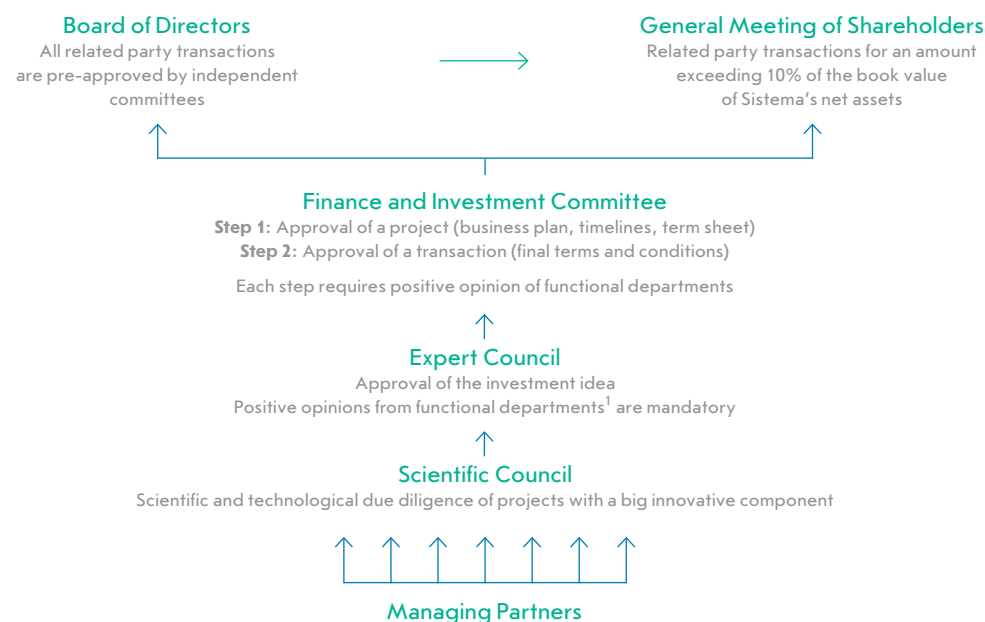 Board of Directors
All related party transactions
are pre-approved by independent
committees
General Meeting of Shareholders
Related party transactions for an amount
exceeding 10% of the book value
of Sistema's net assets
Finance and Investment Committee
Step 1: Approval of a project (business plan, timelines, term sheet)
Step 2: Approval of a transaction (final terms and conditions)
Each step requires positive opinion of functional departments
Expert Council
Approval of the investment idea
Positive opinions from functional departments¹ are mandatory
Scientific Council
Scientific and technological due diligence of projects with a big innovative component
Managing Partners